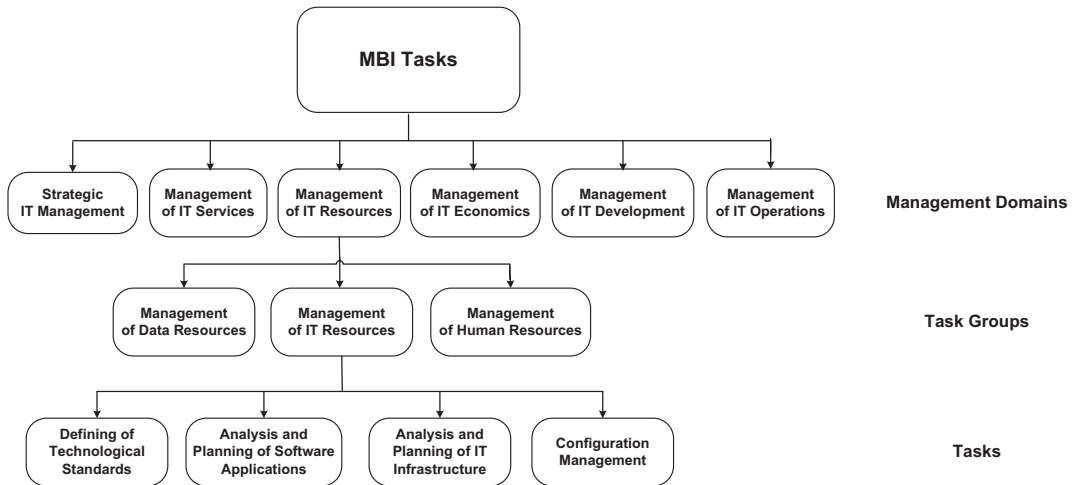 MBI Tasks
Strategic
IT Management
Management
of IT Services
Management
of IT Resources
Management
of IT Economics
Management
of IT Development
Management
of IT Operations
Management Domains
Management
of Data Resources
Management
of IT Resources
Management
of Human Resources
Task Groups
Defining of
Technological
Standards
Analysis and
Planning of Software
Applications
Analysis and
Planning of IT
Infrastructure
Configuration
Management
Tasks